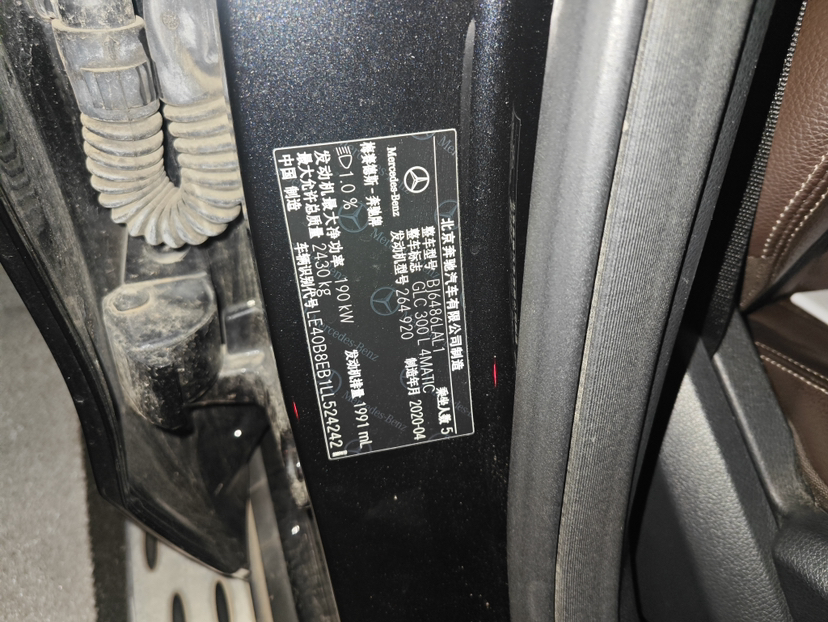 北京奔驰汽车有限公司制造
Mercedes-Benz
整车型号 BJ6486LAL1
乘坐人数 5
整车标志 GLC 300 L 4MATIC
发动机型号 264 920
制造年月 2020-04
梅赛德斯-奔驰牌
1.0 %
发动机最大净功率 190 kW
发动机排量 1991 mL
最大允许总质量 2430 kg
中国 制造
车辆识别代号 LE40B8EB1LL524242